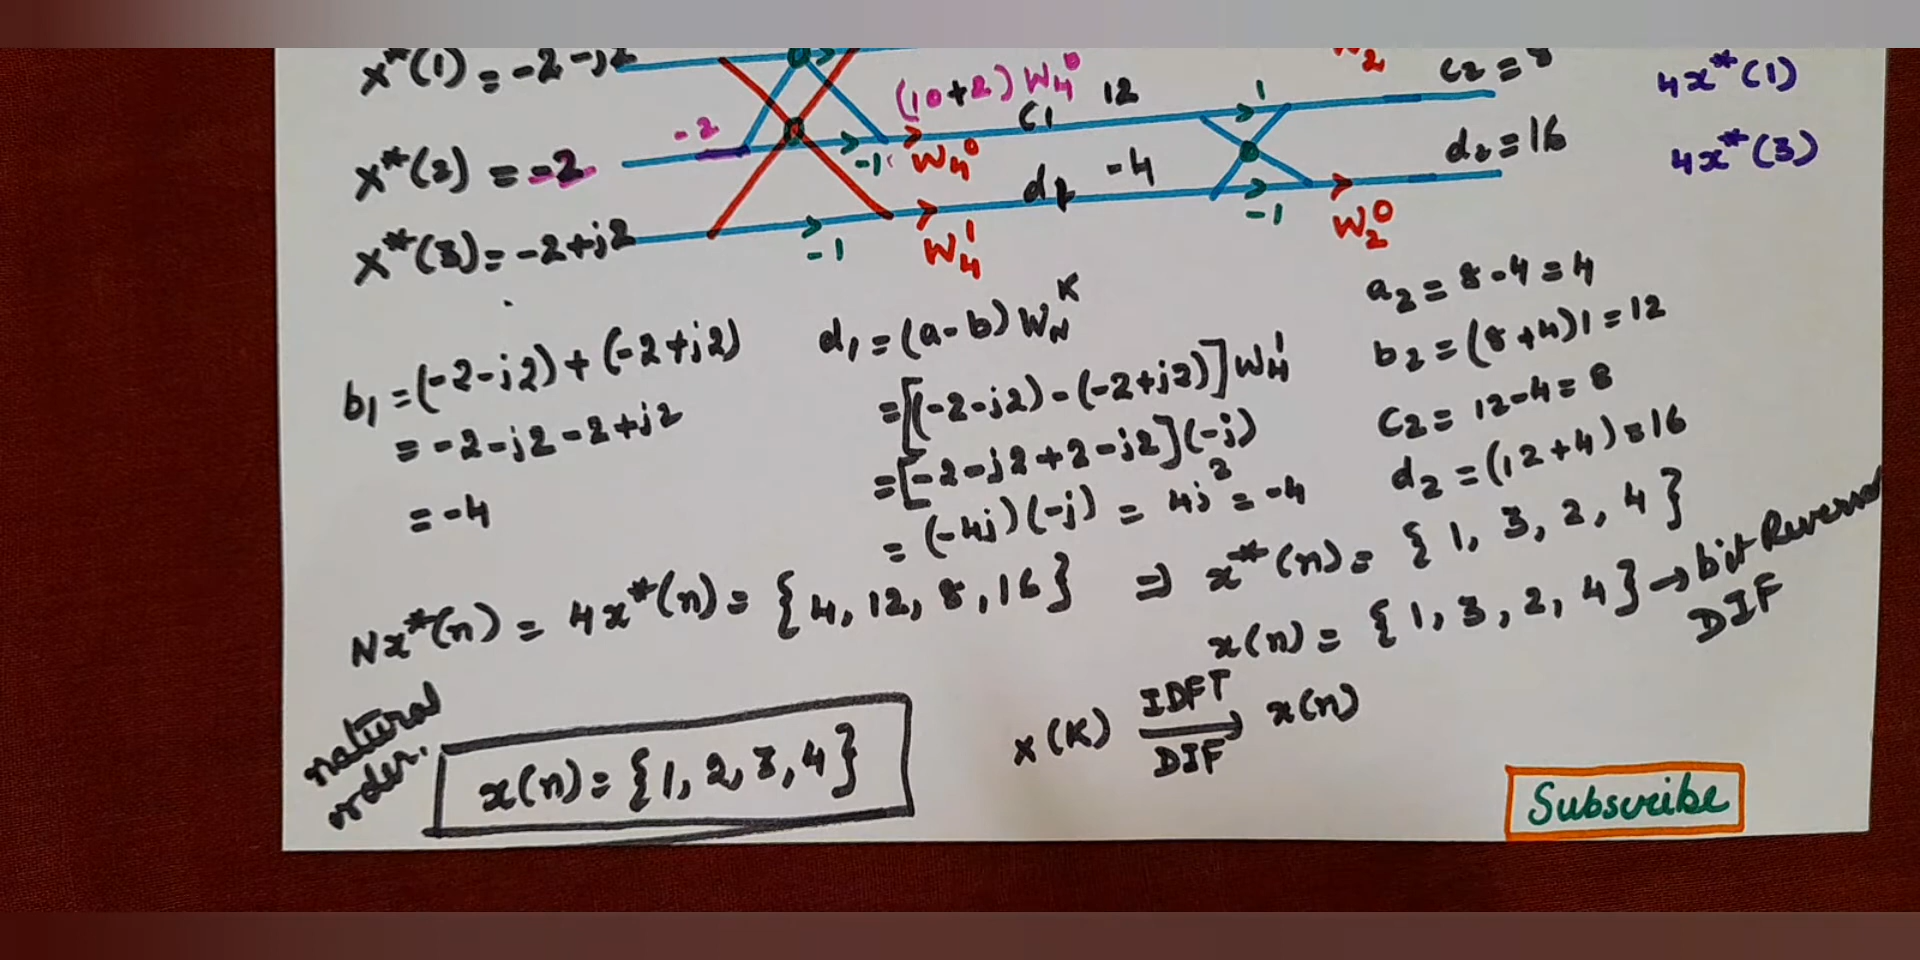 X*(1) = -2-j2
W2
c2 = 8
4x*(1)
(10+2) W4^0 12
-2
c1
1
X*(2) = -2
-1
W4^0
d1 -4
d2 = 16
4x*(3)
X*(3) = -2+j2
-1
W4^1
-1
W2^0
b1 = (-2-j2) + (-2+j2)
= -2-j2-2+j2
= -4
d1 = (a-b) WN^K
= [(-2-j2)-(-2+j2)] W4^1
= [-2-j2+2-j2](-j)
= (-4j)(-j) = 4j^2 = -4
a2 = 8-4 = 4
b2 = (8+4)1 = 12
c2 = 12-4 = 8
d2 = (12+4) = 16
Nx*(n) = 4x*(n) = {4, 12, 8, 16} ⇒ x*(n) = {1, 3, 2, 4}
x(n) = {1, 3, 2, 4} → bit Reversa
DIF
natural
order.
x(n) = {1, 2, 3, 4}
X(K) IDFT→DIF x(n)
Subscribe